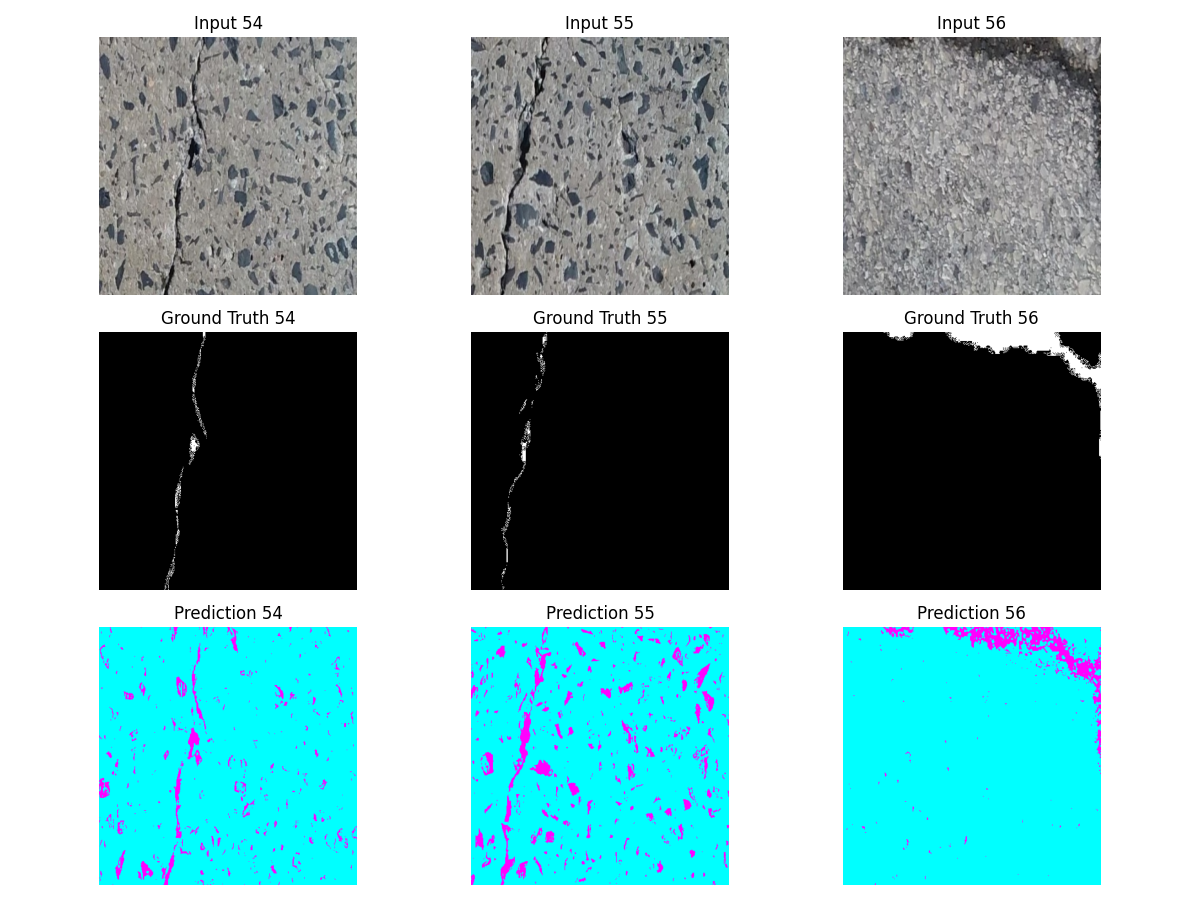 Input 54
Input 55
Input 56
Ground Truth 54
Ground Truth 55
Ground Truth 56
Prediction 54
Prediction 55
Prediction 56